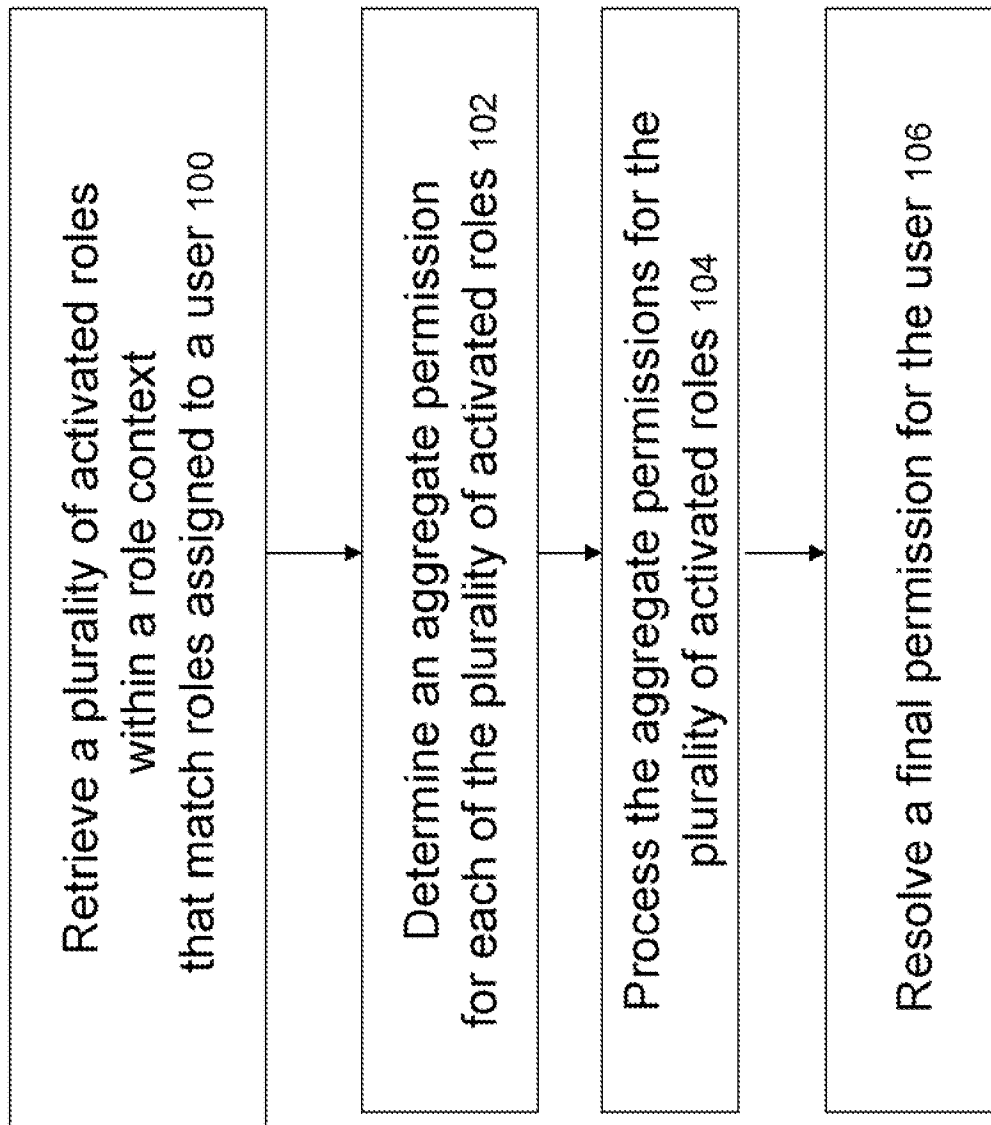 Retrieve a plurality of activated roles
within a role context
that match roles assigned to a user 100
Determine an aggregate permission
for each of the plurality of activated roles 102
Process the aggregate permissions for the
plurality of activated roles 104
Resolve a final permission for the user 106